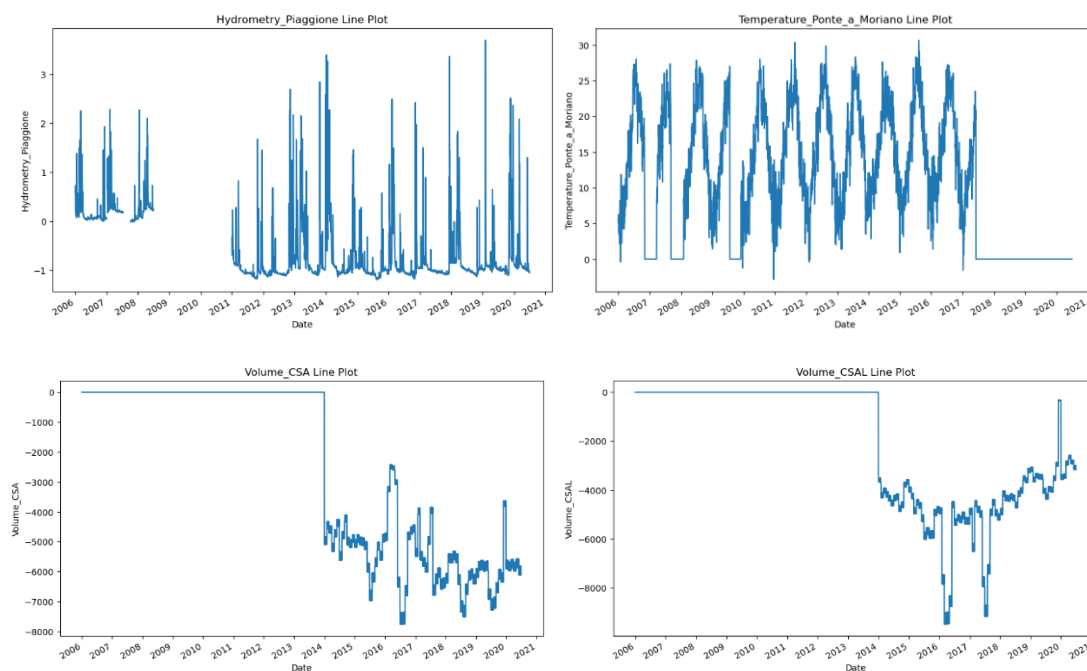 Hydrometry_Piaggione Line Plot
3
2
1
0
−1
Hydrometry_Piaggione
2006 2007 2008 2009 2010 2011 2012 2013 2014 2015 2016 2017 2018 2019 2020 2021
Date
Temperature_Ponte_a_Moriano Line Plot
30
25
20
15
10
5
0
Temperature_Ponte_a_Moriano
2006 2007 2008 2009 2010 2011 2012 2013 2014 2015 2016 2017 2018 2019 2020 2021
Date
Volume_CSA Line Plot
0
−1000
−2000
−3000
−4000
−5000
−6000
−7000
−8000
Volume_CSA
2006 2007 2008 2009 2010 2011 2012 2013 2014 2015 2016 2017 2018 2019 2020 2021
Date
Volume_CSAL Line Plot
0
−2000
−4000
−6000
−8000
Volume_CSAL
2006 2007 2008 2009 2010 2011 2012 2013 2014 2015 2016 2017 2018 2019 2020 2021
Date